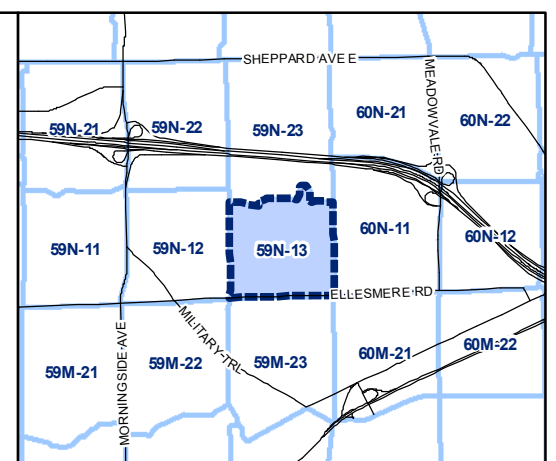 SHEPPARD AVE E
MEADOWVALE RD
60N-21
60N-22
59N-21
59N-22
59N-23
59N-11
59N-12
59N-13
60N-11
60N-12
ELLESMERE RD
MILITARY TRL
MORNINGSIDE AVE
59M-21
59M-22
59M-23
60M-21
60M-22